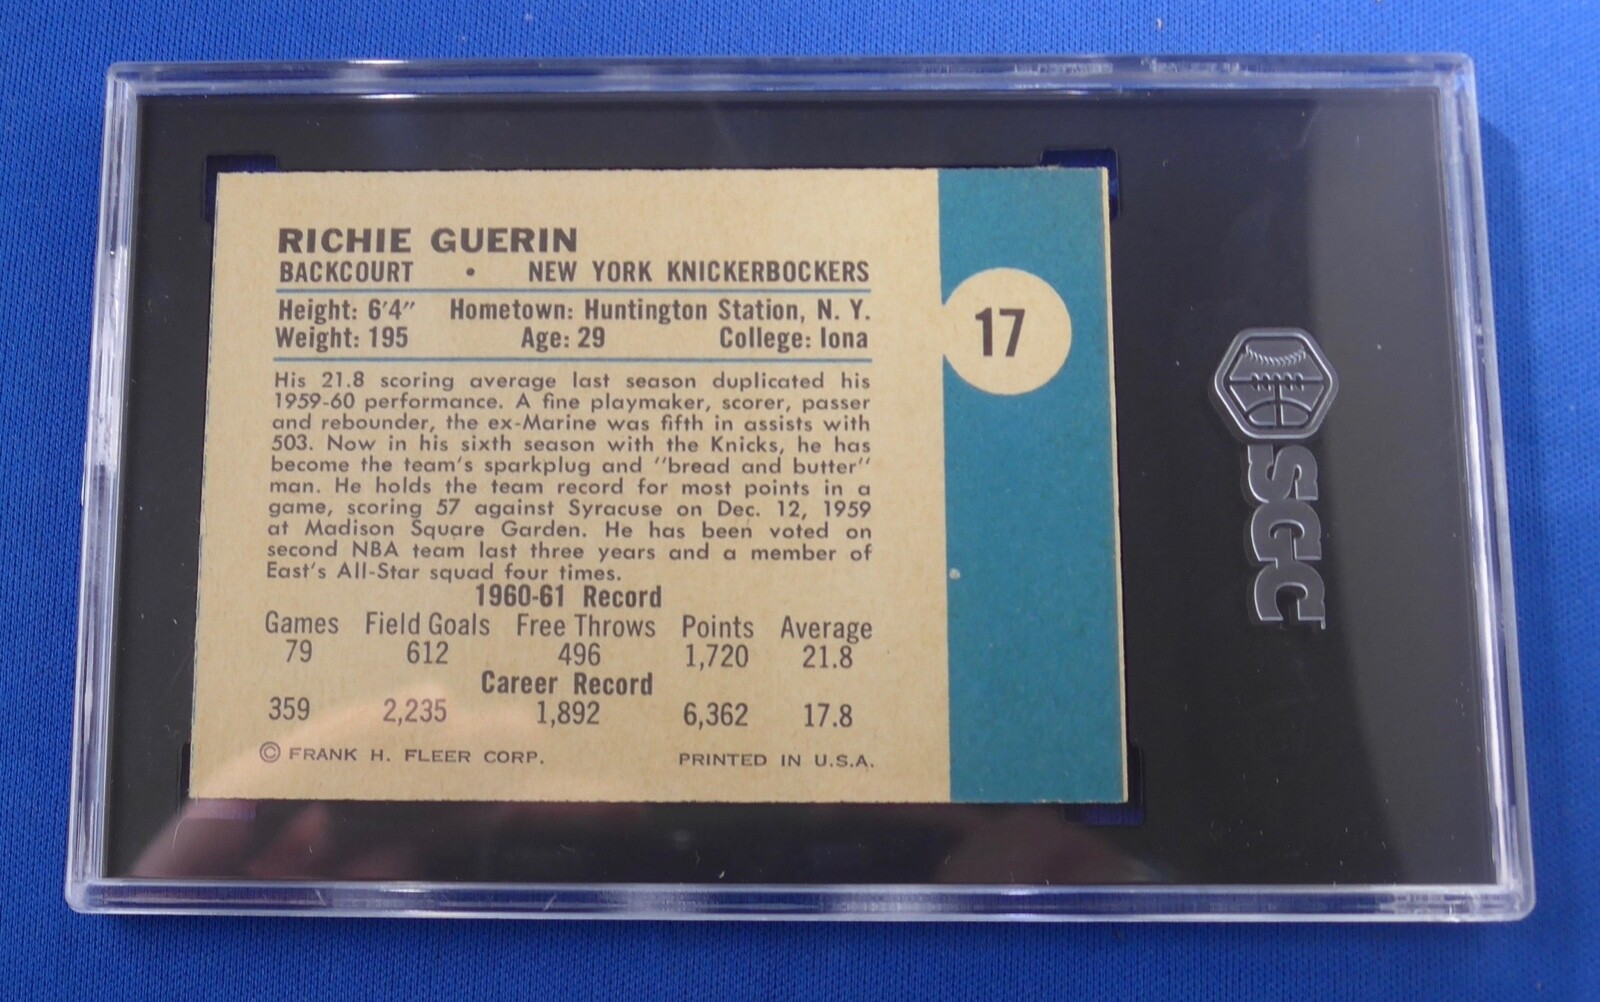 RICHIE GUERIN
BACKCOURT • NEW YORK KNICKERBOCKERS
Height: 6'4" Hometown: Huntington Station, N. Y.
Weight: 195 Age: 29 College: Iona
17
His 21.8 scoring average last season duplicated his
1959-60 performance. A fine playmaker, scorer, passer
and rebounder, the ex-Marine was fifth in assists with
503. Now in his sixth season with the Knicks, he has
become the team's sparkplug and "bread and butter"
man. He holds the team record for most points in a
game, scoring 57 against Syracuse on Dec. 12, 1959
at Madison Square Garden. He has been voted on
second NBA team last three years and a member of
East's All-Star squad four times.
1960-61 Record
Games Field Goals Free Throws Points Average
79 612 496 1,720 21.8
Career Record
359 2,235 1,892 6,362 17.8
© FRANK H. FLEER CORP. PRINTED IN U.S.A.
SGC